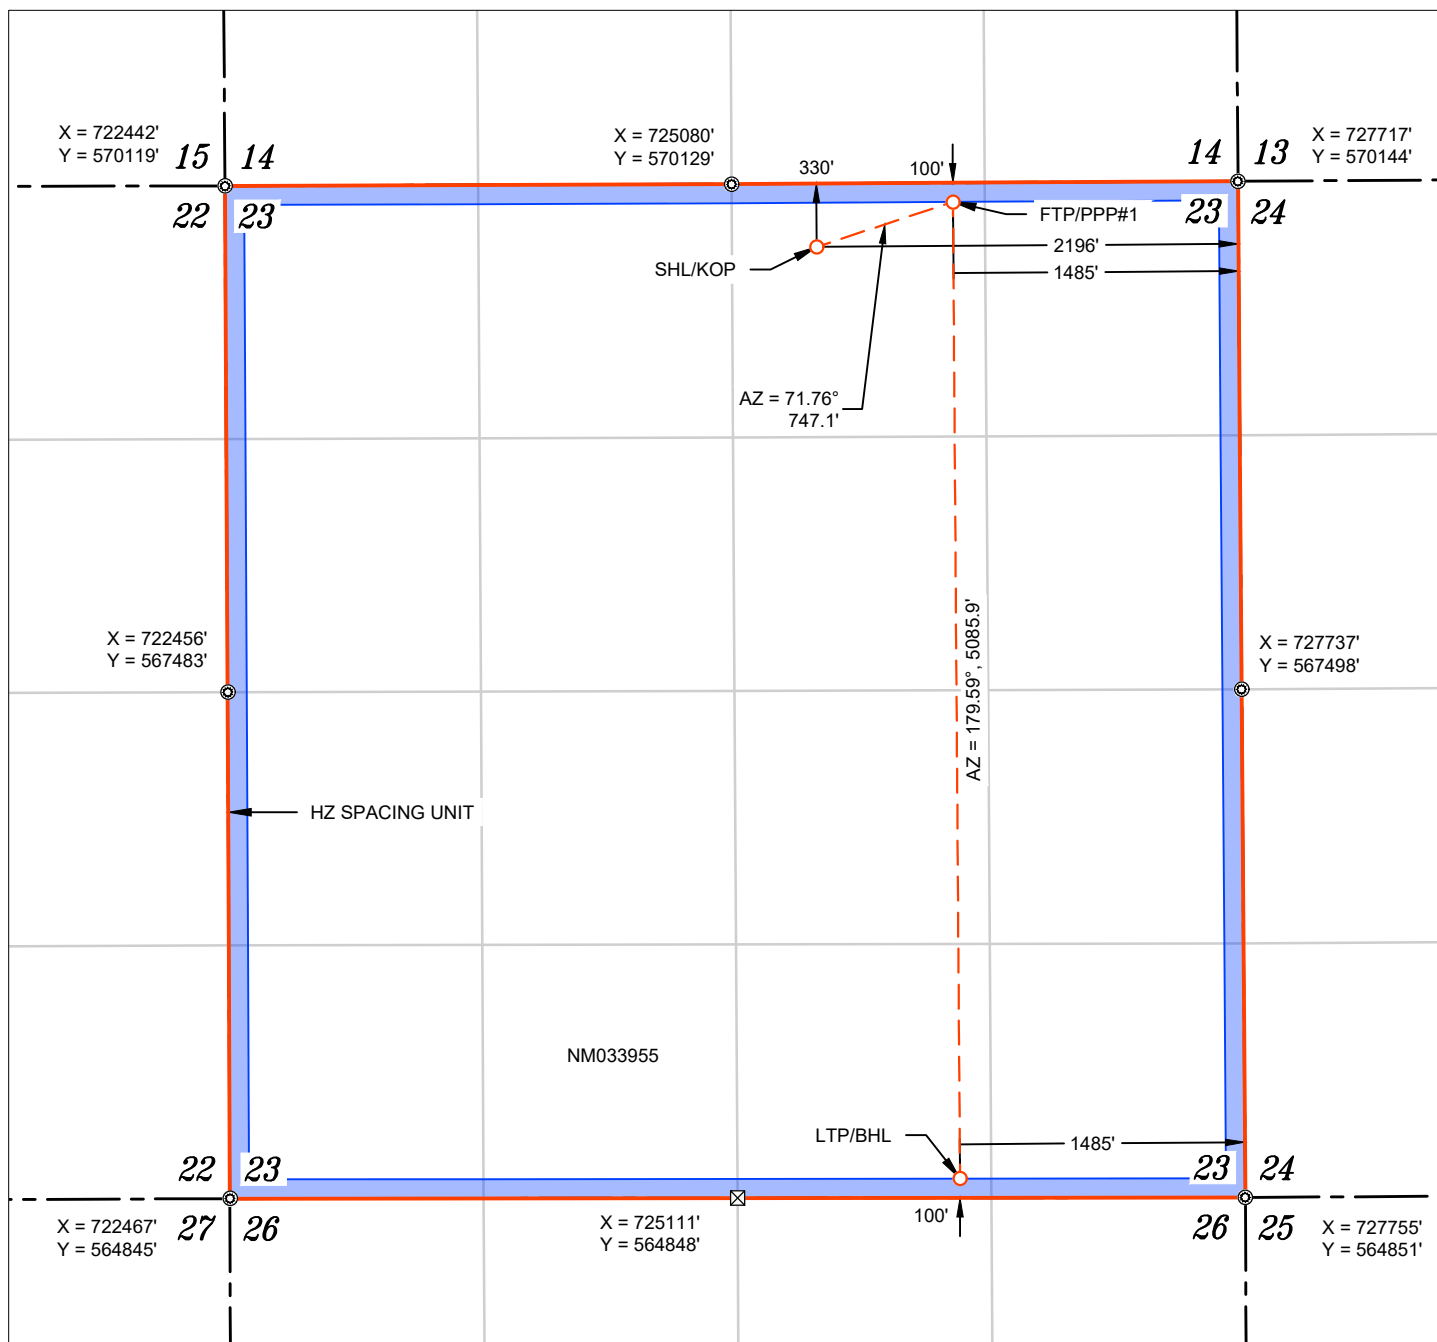 X = 722442'
Y = 570119'
15 14
22 23
X = 725080'
Y = 570129'
330'
100'
14 13
23 24
X = 727717'
Y = 570144'
FTP/PPP#1
2196'
SHL/KOP
1485'
AZ = 71.76°
747.1'
AZ = 179.59°, 5085.9'
X = 722456'
Y = 567483'
X = 727737'
Y = 567498'
HZ SPACING UNIT
NM033955
LTP/BHL
1485'
22 23
27 26
X = 722467'
Y = 564845'
X = 725111'
Y = 564848'
100'
23 24
26 25
X = 727755'
Y = 564851'